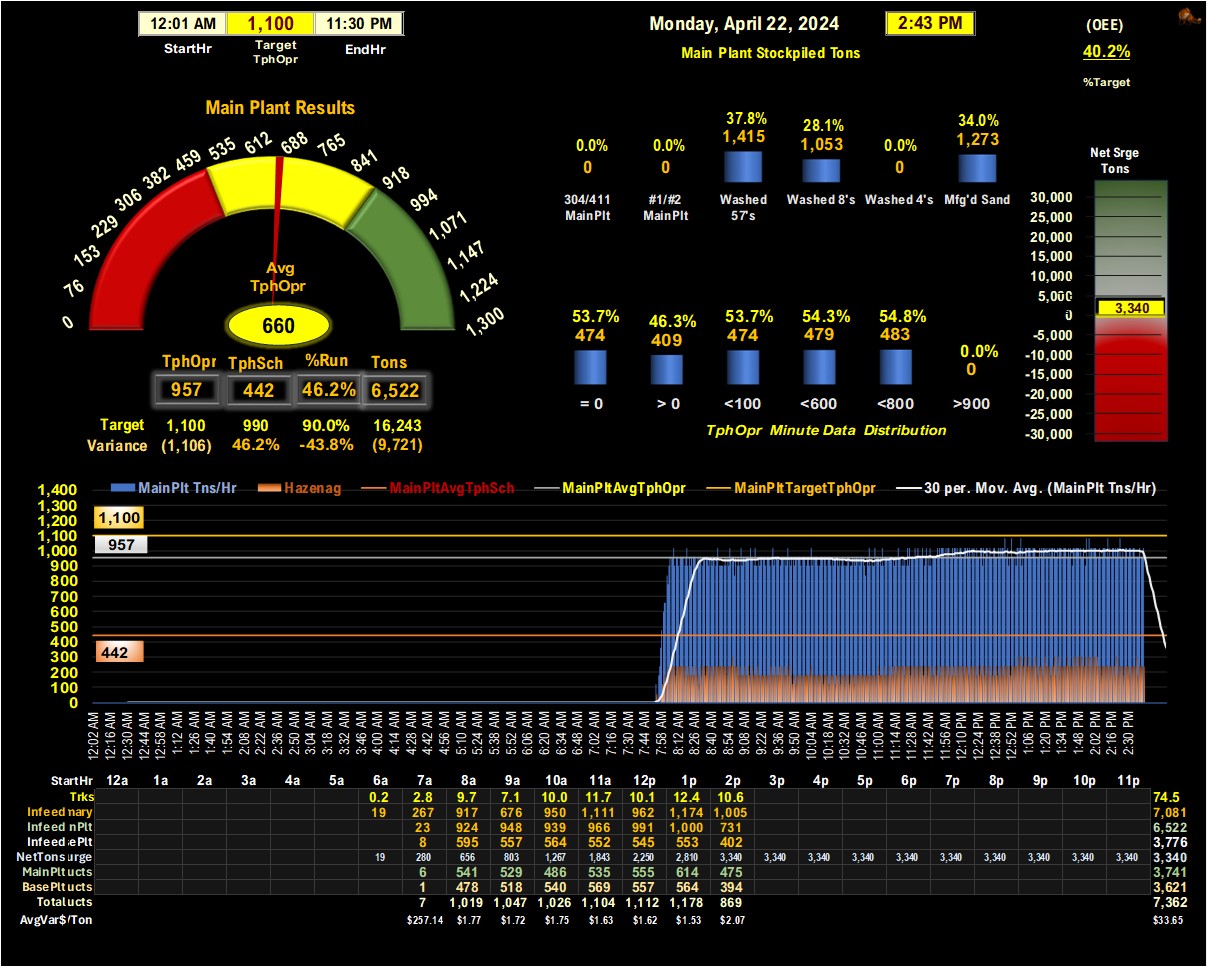 12:01 AM 1,100 11:30 PM
StartHr Target TphOpr EndHr
Monday, April 22, 2024 2:43 PM
Main Plant Stockpiled Tons
(OEE)
40.2%
%Target
Main Plant Results
0 76 153 229 306 382 459 535 612 688 765 841 918 994 1,071 1,147 1,224 1,300
Avg
TphOpr
660
TphOpr TphSch %Run Tons
957 442 46.2% 6,522
Target 1,100 990 90.0% 16,243
Variance (1,106) 46.2% -43.8% (9,721)
0.0% 0.0% 37.8% 28.1% 0.0% 34.0%
0 0 1,415 1,053 0 1,273
304/411 MainPlt #1/#2 MainPlt Washed 57's Washed 8's Washed 4's Mfg'd Sand
53.7% 46.3% 53.7% 54.3% 54.8% 0.0%
474 409 474 479 483 0
= 0 > 0 <100 <600 <800 >900
TphOpr Minute Data Distribution
Net Srge
Tons
30,000
25,000
20,000
15,000
10,000
5,000
0
3,340
-5,000
-10,000
-15,000
-20,000
-25,000
-30,000
MainPlt Tns/Hr Hazenag MainPltAvgTphSch MainPltAvgTphOpr MainPltTargetTphOpr 30 per. Mov. Avg. (MainPlt Tns/Hr)
1,400
1,300
1,200
1,100
1,000
900
800
700
600
500
400
300
200
100
0
1,100
957
442
12:02 AM 12:16 AM 12:30 AM 12:44 AM 12:58 AM 1:12 AM 1:26 AM 1:40 AM 1:54 AM 2:08 AM 2:22 AM 2:36 AM 2:50 AM 3:04 AM 3:18 AM 3:32 AM 3:46 AM 4:00 AM 4:14 AM 4:28 AM 4:42 AM 4:56 AM 5:10 AM 5:24 AM 5:38 AM 5:52 AM 6:06 AM 6:20 AM 6:34 AM 6:48 AM 7:02 AM 7:16 AM 7:30 AM 7:44 AM 7:58 AM 8:12 AM 8:26 AM 8:40 AM 8:54 AM 9:08 AM 9:22 AM 9:36 AM 9:50 AM 10:04 AM 10:18 AM 10:32 AM 10:46 AM 11:00 AM 11:14 AM 11:28 AM 11:42 AM 11:56 AM 12:10 PM 12:24 PM 12:38 PM 12:52 PM 1:06 PM 1:20 PM 1:34 PM 1:48 PM 2:02 PM 2:16 PM 2:30 PM
StartHr 12a 1a 2a 3a 4a 5a 6a 7a 8a 9a 10a 11a 12p 1p 2p 3p 4p 5p 6p 7p 8p 9p 10p 11p
Trks 0.2 2.8 9.7 7.1 10.0 11.7 10.1 12.4 10.6 74.5
Infeed mary 19 267 917 676 950 1,111 962 1,174 1,005 7,081
Infeed nPlt 23 924 948 939 966 991 1,000 731 6,522
Infeed ePlt 8 595 557 564 552 545 553 402 3,776
NetTons urge 19 280 656 803 1,267 1,843 2,250 2,810 3,340 3,340 3,340 3,340 3,340 3,340 3,340 3,340 3,340 3,340 3,340
MainPlt ucts 6 541 529 486 535 555 614 475 3,741
BasePlt ucts 1 478 518 540 569 557 564 394 3,621
Total ucts 7 1,019 1,047 1,026 1,104 1,112 1,178 869 7,362
AvgVar$/Ton $257.14 $1.77 $1.72 $1.75 $1.63 $1.62 $1.53 $2.07 $33.65